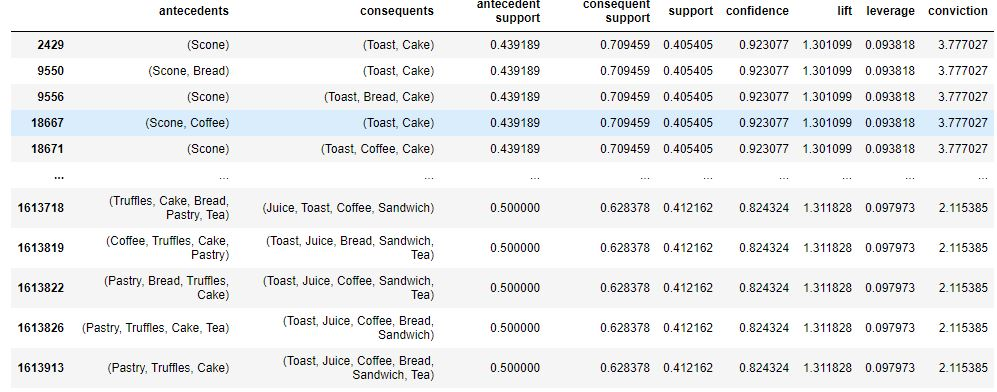 antecedents consequents antecedent support consequent support support confidence lift leverage conviction
2429 (Scone) (Toast, Cake) 0.439189 0.709459 0.405405 0.923077 1.301099 0.093818 3.777027
9550 (Scone, Bread) (Toast, Cake) 0.439189 0.709459 0.405405 0.923077 1.301099 0.093818 3.777027
9556 (Scone) (Toast, Bread, Cake) 0.439189 0.709459 0.405405 0.923077 1.301099 0.093818 3.777027
18667 (Scone, Coffee) (Toast, Cake) 0.439189 0.709459 0.405405 0.923077 1.301099 0.093818 3.777027
18671 (Scone) (Toast, Coffee, Cake) 0.439189 0.709459 0.405405 0.923077 1.301099 0.093818 3.777027
... ... ... ... ... ... ... ... ... ...
1613718 (Truffles, Cake, Bread, Pastry, Tea) (Juice, Toast, Coffee, Sandwich) 0.500000 0.628378 0.412162 0.824324 1.311828 0.097973 2.115385
1613819 (Coffee, Truffles, Cake, Pastry) (Toast, Juice, Bread, Sandwich, Tea) 0.500000 0.628378 0.412162 0.824324 1.311828 0.097973 2.115385
1613822 (Pastry, Bread, Truffles, Cake) (Toast, Juice, Coffee, Sandwich, Tea) 0.500000 0.628378 0.412162 0.824324 1.311828 0.097973 2.115385
1613826 (Pastry, Truffles, Cake, Tea) (Toast, Juice, Coffee, Bread, Sandwich) 0.500000 0.628378 0.412162 0.824324 1.311828 0.097973 2.115385
1613913 (Pastry, Truffles, Cake) (Toast, Juice, Coffee, Bread, Sandwich, Tea) 0.500000 0.628378 0.412162 0.824324 1.311828 0.097973 2.115385